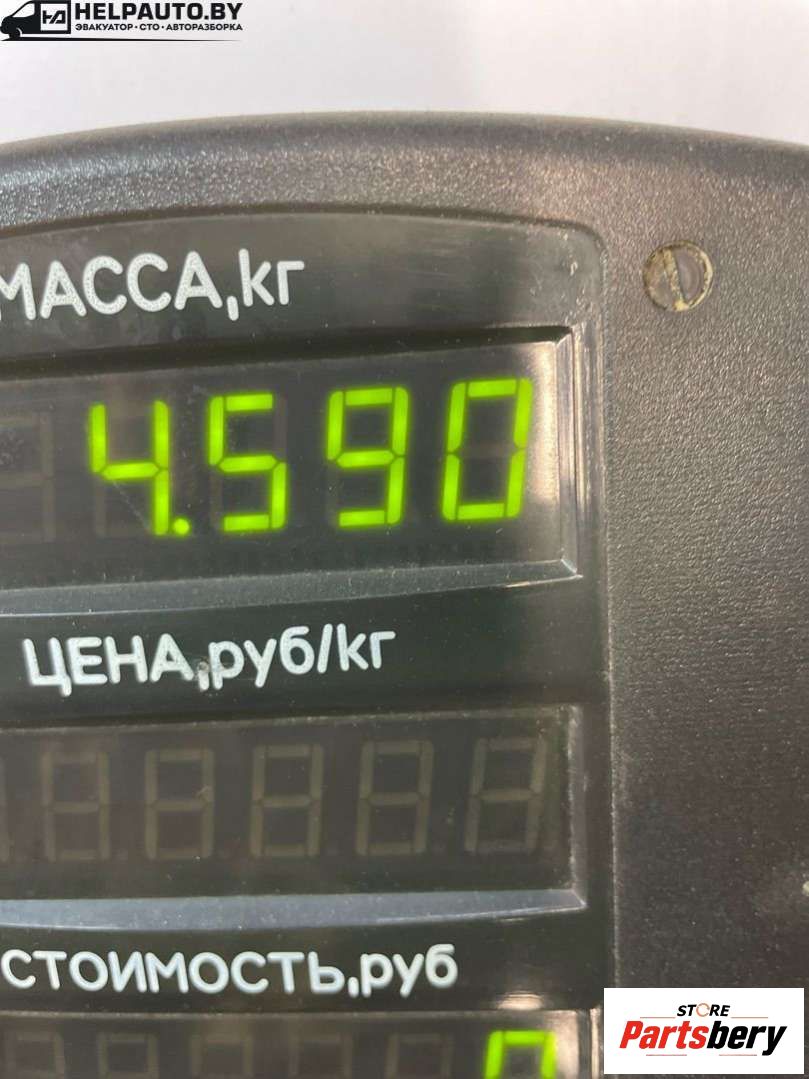 HELPAUTO.BY
ЭВАКУАТОР • СТО • АВТОРАЗБОРКА
МАССА,кг
4.590
ЦЕНА,руб/кг
СТОИМОСТЬ,руб
0
STORE
Partsbery